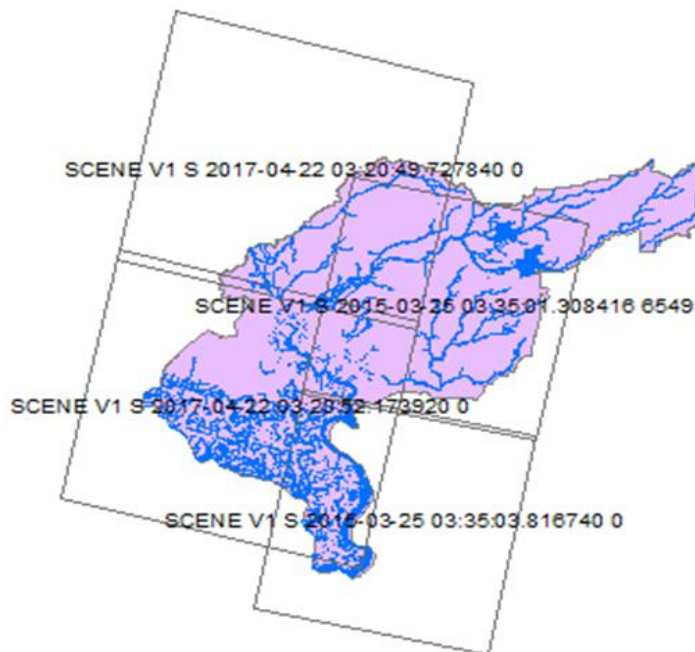 SCENE V1 S 2017-04-22 03:20:49.727840 0
SCENE V1 S 2015-03-25 03:35:01.308416 6549
SCENE V1 S 2017-04-22 03:20:52.173920 0
SCENE V1 S 2015-03-25 03:35:03.816740 0